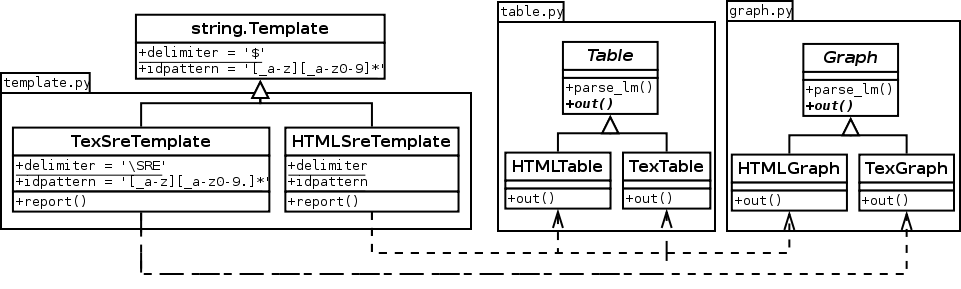 string.Template
+delimiter = '$'
+idpattern = '[_a-z][_a-z0-9]*'
template.py
TexSreTemplate
+delimiter = '\SRE'
+idpattern = '[_a-z][_a-z0-9.]*'
+report()
HTMLSreTemplate
+delimiter
+idpattern
+report()
table.py
Table
+parse_lm()
+out()
HTMLTable
+out()
TexTable
+out()
graph.py
Graph
+parse_lm()
+out()
HTMLGraph
+out()
TexGraph
+out()